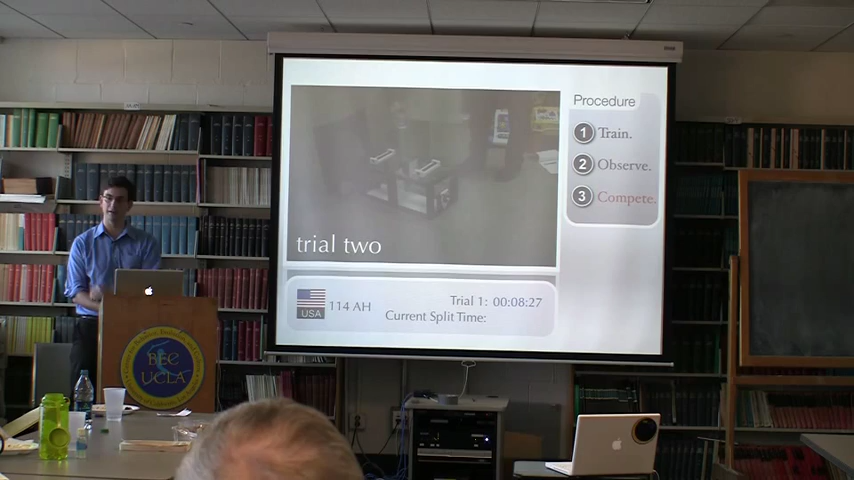 Procedure
1 Train.
2 Observe.
3 Compete.
trial two
USA
114 AH
Trial 1: 00:08:27
Current Split Time:
BEC
UCLA